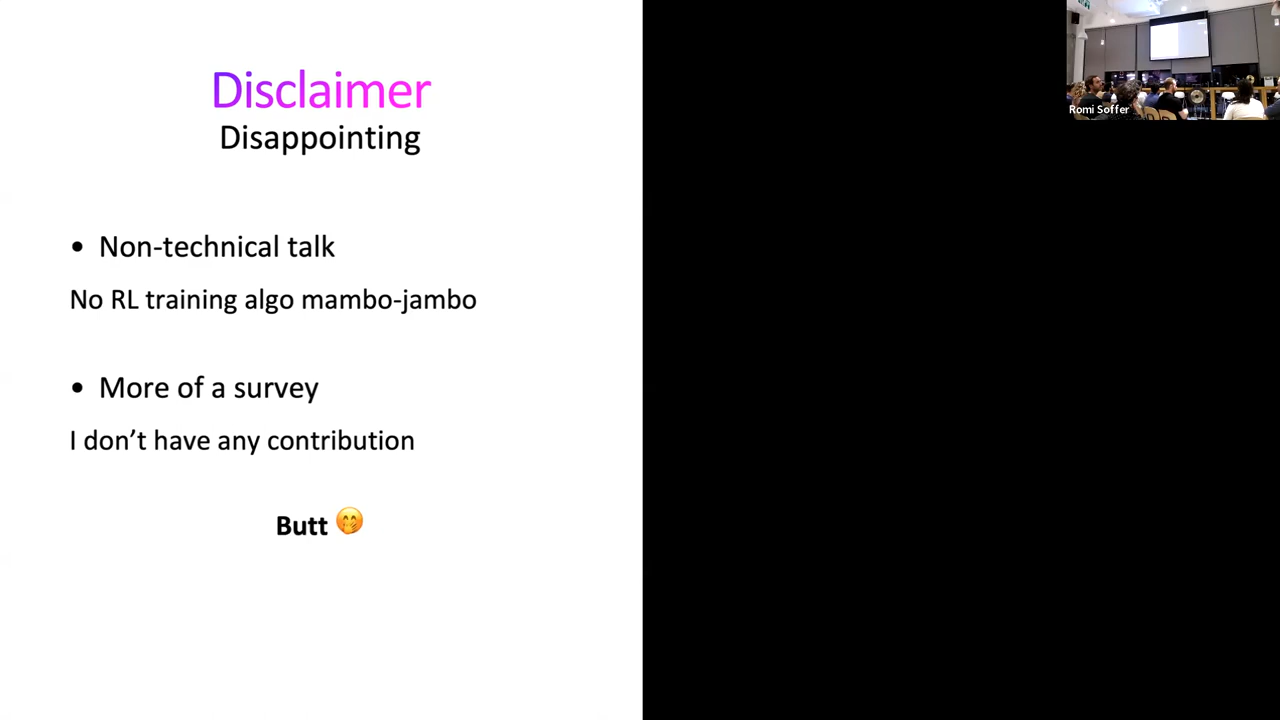 Disclaimer
Disappointing
• Non-technical talk
No RL training algo mambo-jambo
• More of a survey
I don’t have any contribution
Butt 🤭
Romi Soffer